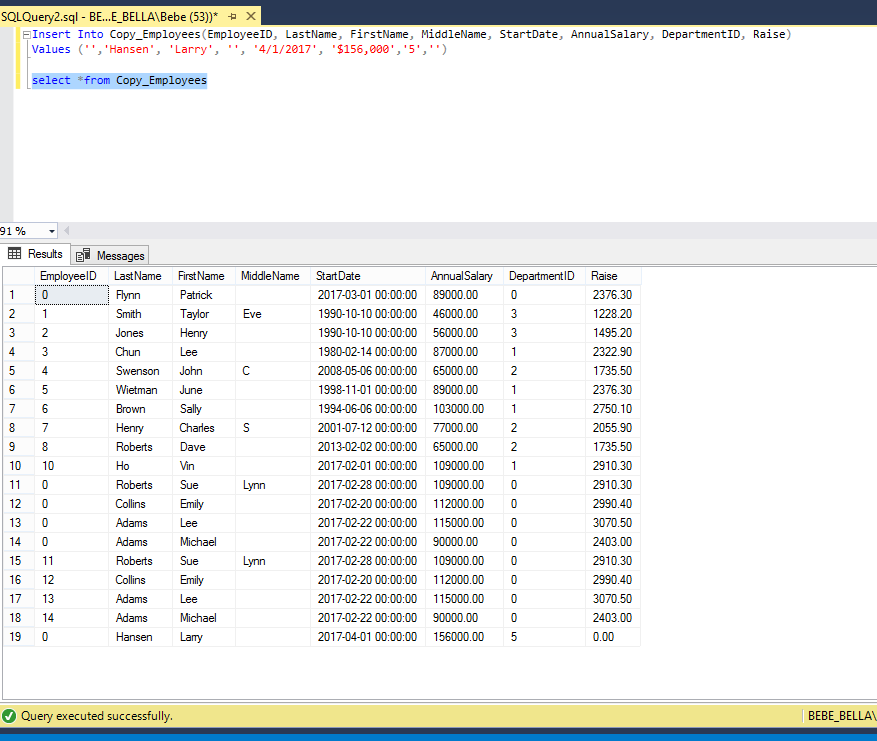 SQLQuery2.sql - BE...E_BELLA\Bebe (53))*
Insert Into Copy_Employees(EmployeeID, LastName, FirstName, MiddleName, StartDate, AnnualSalary, DepartmentID, Raise)
Values ('','Hansen', 'Larry', '', '4/1/2017', '$156,000','5','')
select *from Copy_Employees
91 %
Results Messages
EmployeeID LastName FirstName MiddleName StartDate AnnualSalary DepartmentID Raise
1 0 Flynn Patrick 2017-03-01 00:00:00 89000.00 0 2376.30
2 1 Smith Taylor Eve 1990-10-10 00:00:00 46000.00 3 1228.20
3 2 Jones Henry 1990-10-10 00:00:00 56000.00 3 1495.20
4 3 Chun Lee 1980-02-14 00:00:00 87000.00 1 2322.90
5 4 Swenson John C 2008-05-06 00:00:00 65000.00 2 1735.50
6 5 Wietman June 1998-11-01 00:00:00 89000.00 1 2376.30
7 6 Brown Sally 1994-06-06 00:00:00 103000.00 1 2750.10
8 7 Henry Charles S 2001-07-12 00:00:00 77000.00 2 2055.90
9 8 Roberts Dave 2013-02-02 00:00:00 65000.00 2 1735.50
10 10 Ho Vin 2017-02-01 00:00:00 109000.00 1 2910.30
11 0 Roberts Sue Lynn 2017-02-28 00:00:00 109000.00 0 2910.30
12 0 Collins Emily 2017-02-20 00:00:00 112000.00 0 2990.40
13 0 Adams Lee 2017-02-22 00:00:00 115000.00 0 3070.50
14 0 Adams Michael 2017-02-22 00:00:00 90000.00 0 2403.00
15 11 Roberts Sue Lynn 2017-02-28 00:00:00 109000.00 0 2910.30
16 12 Collins Emily 2017-02-20 00:00:00 112000.00 0 2990.40
17 13 Adams Lee 2017-02-22 00:00:00 115000.00 0 3070.50
18 14 Adams Michael 2017-02-22 00:00:00 90000.00 0 2403.00
19 0 Hansen Larry 2017-04-01 00:00:00 156000.00 5 0.00
Query executed successfully. BEBE_BELLA\